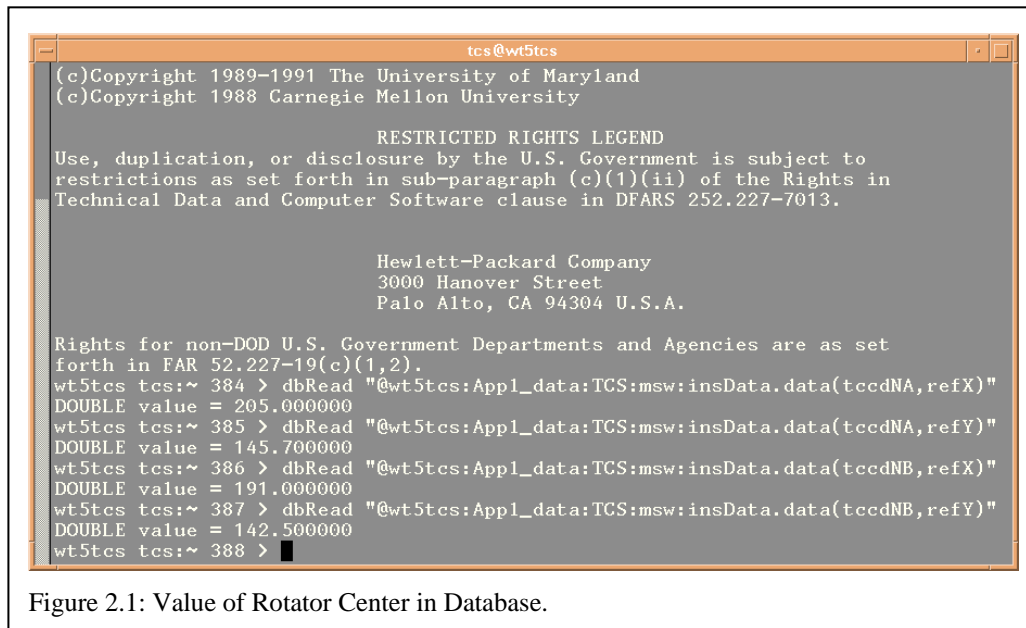 tcs@wt5tcs
(c)Copyright 1989-1991 The University of Maryland
(c)Copyright 1988 Carnegie Mellon University
RESTRICTED RIGHTS LEGEND
Use, duplication, or disclosure by the U.S. Government is subject to
restrictions as set forth in sub-paragraph (c)(1)(ii) of the Rights in
Technical Data and Computer Software clause in DFARS 252.227-7013.
Hewlett-Packard Company
3000 Hanover Street
Palo Alto, CA 94304 U.S.A.
Rights for non-DOD U.S. Government Departments and Agencies are as set
forth in FAR 52.227-19(c)(1,2).
wt5tcs tcs:~ 384 > dbRead "@wt5tcs:App1_data:TCS:msw:insData.data(tccdNA,refX)"
DOUBLE value = 205.000000
wt5tcs tcs:~ 385 > dbRead "@wt5tcs:App1_data:TCS:msw:insData.data(tccdNA,refY)"
DOUBLE value = 145.700000
wt5tcs tcs:~ 386 > dbRead "@wt5tcs:App1_data:TCS:msw:insData.data(tccdNB,refX)"
DOUBLE value = 191.000000
wt5tcs tcs:~ 387 > dbRead "@wt5tcs:App1_data:TCS:msw:insData.data(tccdNB,refY)"
DOUBLE value = 142.500000
wt5tcs tcs:~ 388 >
Figure 2.1: Value of Rotator Center in Database.